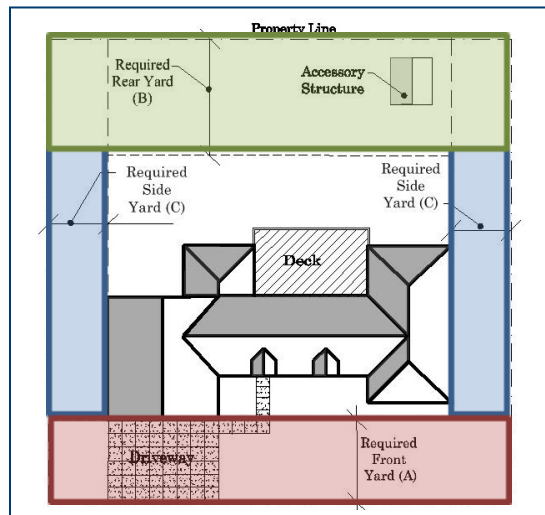 Property Line
Required
Rear Yard
(B)
Accessory
Structure
Required
Side
Yard (C)
Required
Side
Yard (C)
Deck
Driveway
Required
Front
Yard (A)